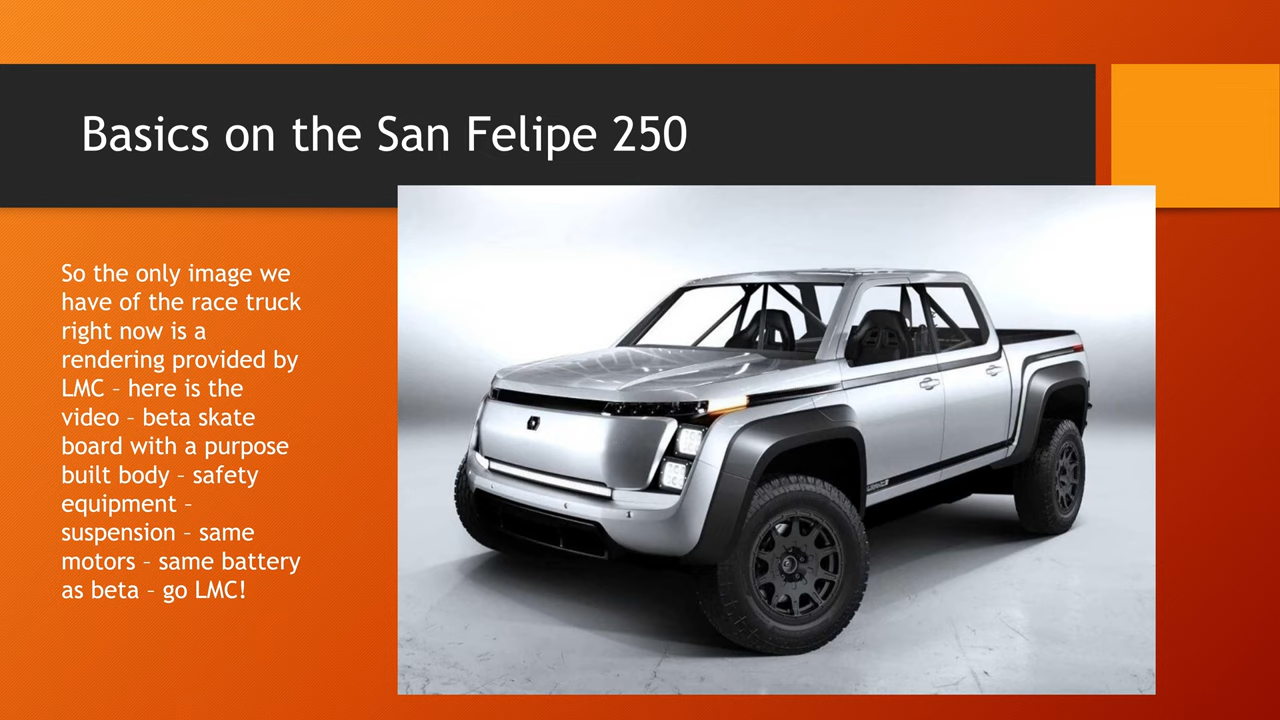 Basics on the San Felipe 250
So the only image we
have of the race truck
right now is a
rendering provided by
LMC – here is the
video – beta skate
board with a purpose
built body – safety
equipment –
suspension – same
motors – same battery
as beta – go LMC!